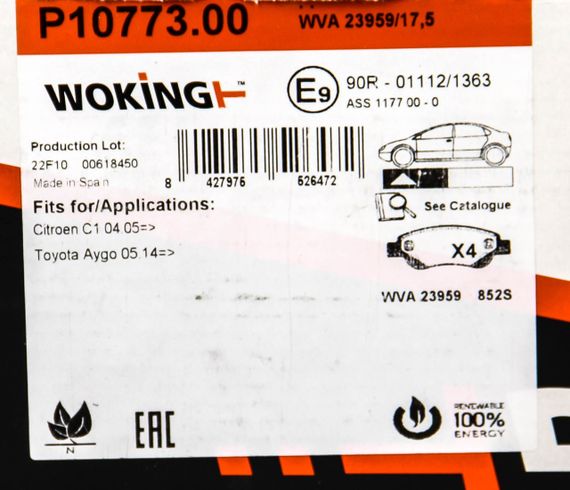 P10773.00
WVA 23959/17,5
WOKING™
E9
90R - 01112/1363
ASS 1177 00 - 0
Production Lot:
22F10 00618450
Made in Spain
8 427976 526472
Fits for/Applications:
Citroen C1 04.05=>
Toyota Aygo 05.14=>
See Catalogue
X4
WVA 23959 852S
N
EAC
RENEWABLE
100%
ENERGY